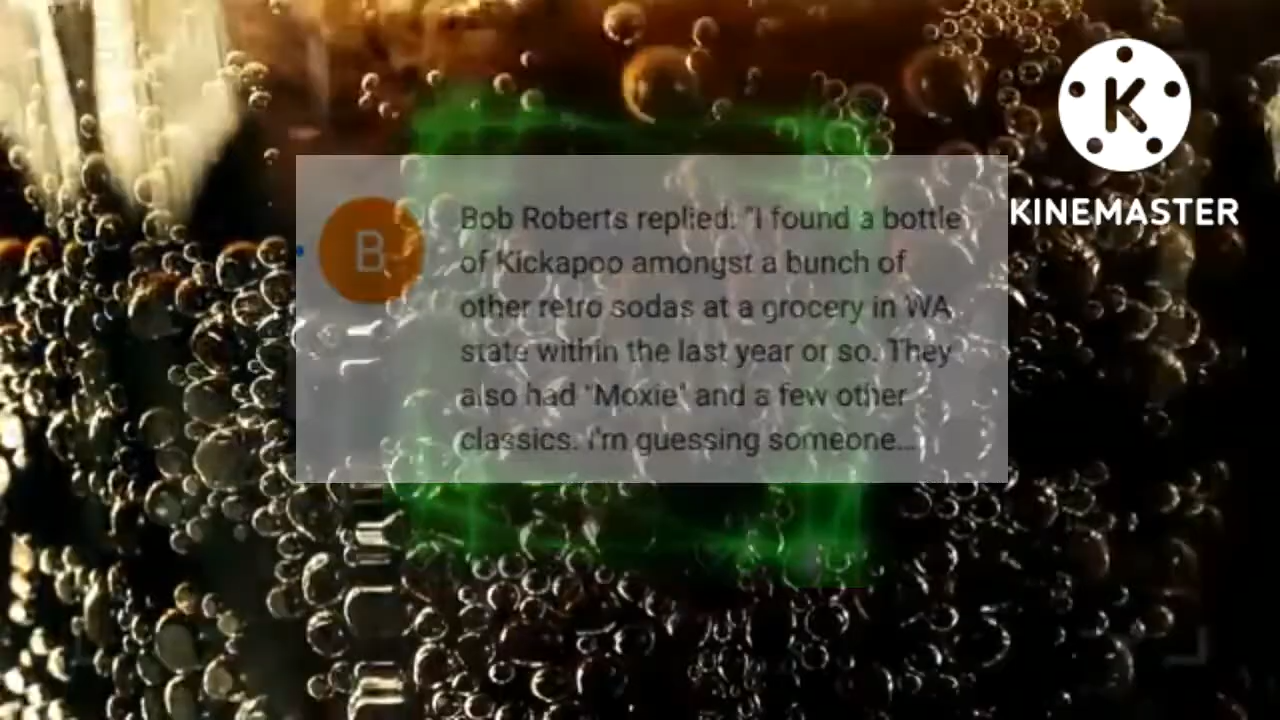 K
KINEMASTER
B
Bob Roberts replied: "I found a bottle
of Kickapoo amongst a bunch of
other retro sodas at a grocery in WA
state within the last year or so. They
also had "Moxie" and a few other
classics. I'm guessing someone...